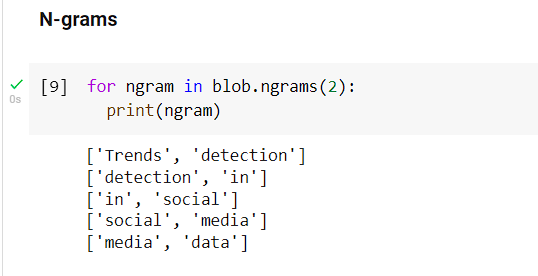 N-grams
[9] for ngram in blob.ngrams(2):
0s
print(ngram)
['Trends', 'detection']
['detection', 'in']
['in', 'social']
['social', 'media']
['media', 'data']